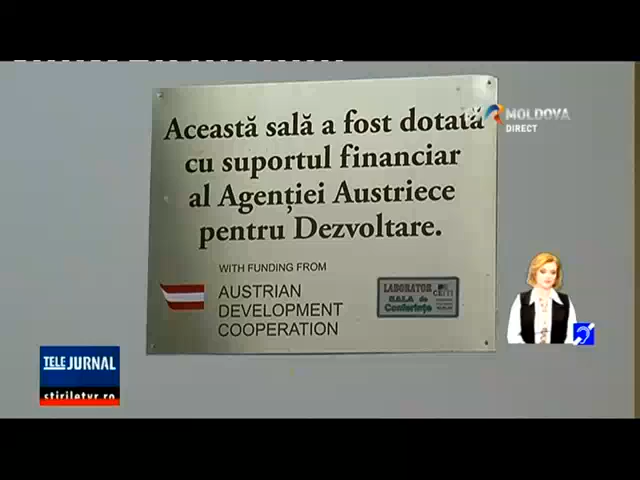 MOLDOVA
DIRECT
Această sală a fost dotată
cu suportul financiar
al Agenției Austriece
pentru Dezvoltare.
WITH FUNDING FROM
AUSTRIAN
DEVELOPMENT
COOPERATION
LABORATOR
SALA de
Conferințe
TELE JURNAL
stiriletvr.ro